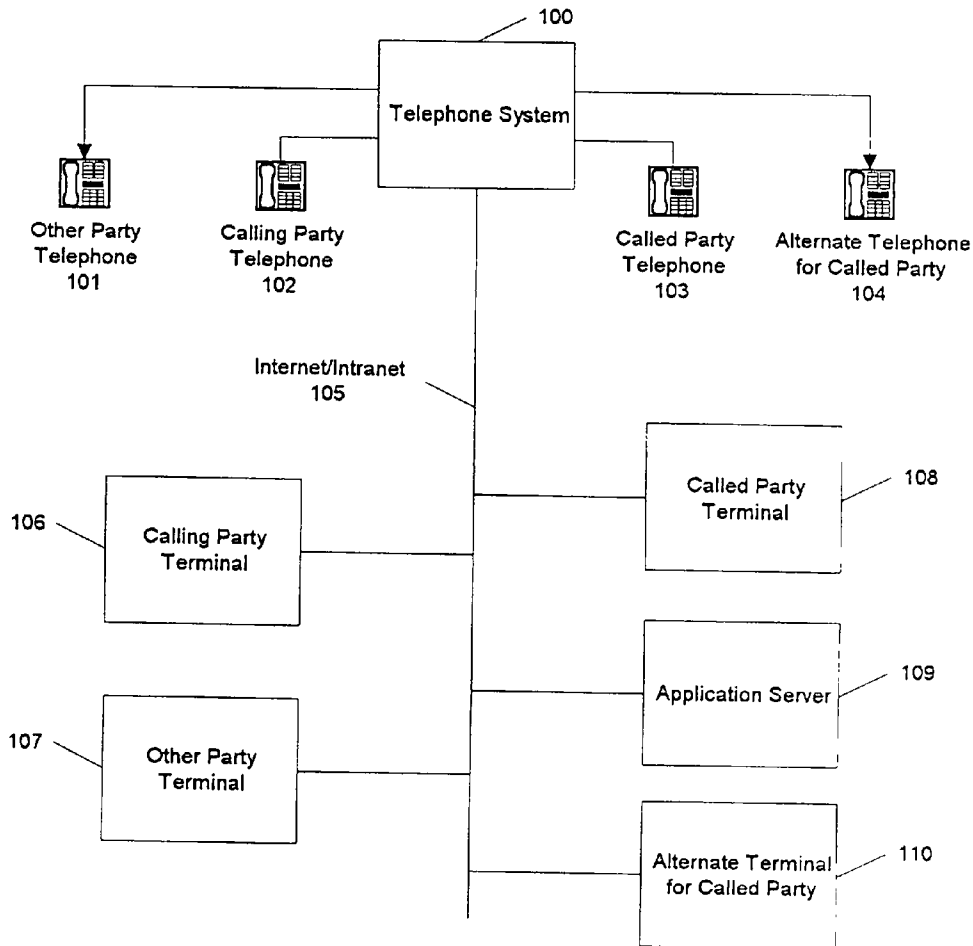 100
Telephone System
Other Party
Telephone
101
Calling Party
Telephone
102
Called Party
Telephone
103
Alternate Telephone
for Called Party
104
Internet/Intranet
105
106
Calling Party
Terminal
Called Party
Terminal
108
107
Other Party
Terminal
Application Server
109
Alternate Terminal
for Called Party
110